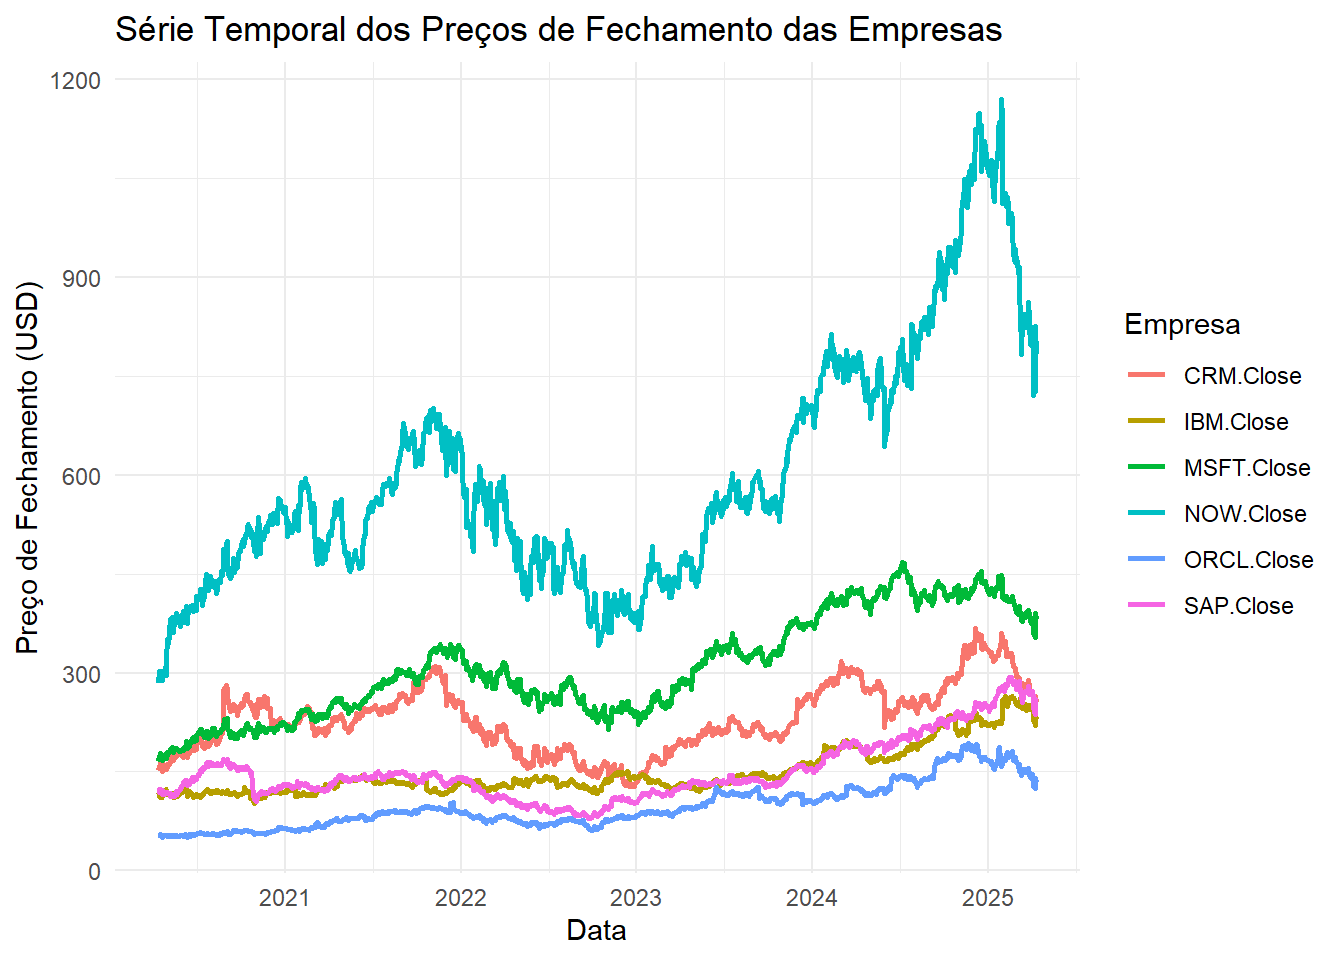 Série Temporal dos Preços de Fechamento das Empresas
1200
900
600
300
0
Preço de Fechamento (USD)
2021
2022
2023
2024
2025
Data
Empresa
CRM.Close
IBM.Close
MSFT.Close
NOW.Close
ORCL.Close
SAP.Close